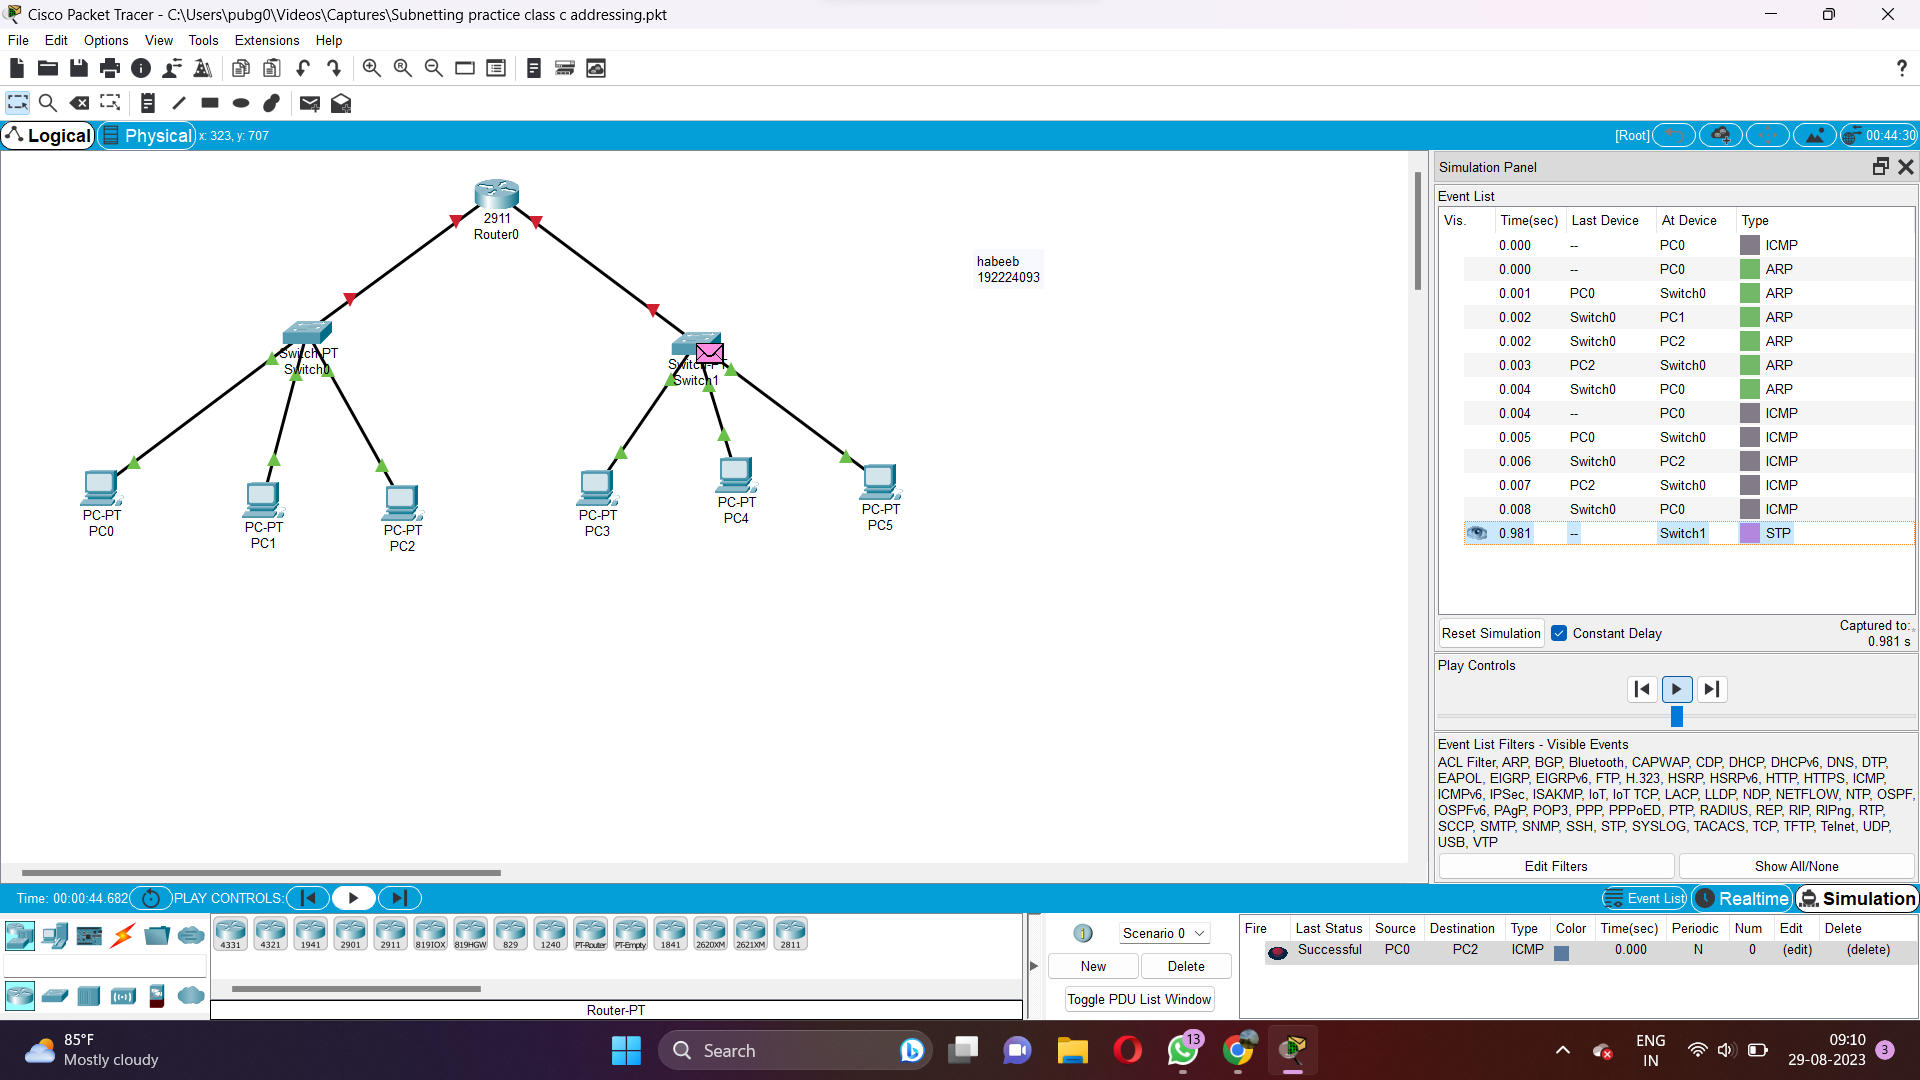 Cisco Packet Tracer - C:\Users\pubg0\Videos\Captures\Subnetting practice class c addressing.pkt
File Edit Options View Tools Extensions Help
?
Logical Physical x: 323, y: 707 [Root] 00:44:30
2911
Router0
habeeb
192224093
Switch-PT
Switch0
Switch-PT
Switch1
PC-PT
PC0
PC-PT
PC1
PC-PT
PC2
PC-PT
PC3
PC-PT
PC4
PC-PT
PC5
Simulation Panel
Event List
Vis. Time(sec) Last Device At Device Type
0.000 -- PC0 ICMP
0.000 -- PC0 ARP
0.001 PC0 Switch0 ARP
0.002 Switch0 PC1 ARP
0.002 Switch0 PC2 ARP
0.003 PC2 Switch0 ARP
0.004 Switch0 PC0 ARP
0.004 -- PC0 ICMP
0.005 PC0 Switch0 ICMP
0.006 Switch0 PC2 ICMP
0.007 PC2 Switch0 ICMP
0.008 Switch0 PC0 ICMP
0.981 -- Switch1 STP
Reset Simulation Constant Delay Captured to:
0.981 s
Play Controls
Event List Filters - Visible Events
ACL Filter, ARP, BGP, Bluetooth, CAPWAP, CDP, DHCP, DHCPv6, DNS, DTP,
EAPOL, EIGRP, EIGRPv6, FTP, H.323, HSRP, HSRPv6, HTTP, HTTPS, ICMP,
ICMPv6, IPSec, ISAKMP, IoT, IoT TCP, LACP, LLDP, NDP, NETFLOW, NTP, OSPF,
OSPFv6, PAgP, POP3, PPP, PPPoED, PTP, RADIUS, REP, RIP, RIPng, RTP,
SCCP, SMTP, SNMP, SSH, STP, SYSLOG, TACACS, TCP, TFTP, Telnet, UDP,
USB, VTP
Edit Filters Show All/None
Time: 00:00:44.682 PLAY CONTROLS: Event List Realtime Simulation
4331 4321 1941 2901 2911 819IOX 819HGW 829 1240 PT-Router PT-Empty 1841 2620XM 2621XM 2811
Router-PT
1 Scenario 0
New Delete
Toggle PDU List Window
Fire Last Status Source Destination Type Color Time(sec) Periodic Num Edit Delete
Successful PC0 PC2 ICMP 0.000 N 0 (edit) (delete)
85°F
Mostly cloudy
Search
13
ENG
IN
09:10
29-08-2023
3